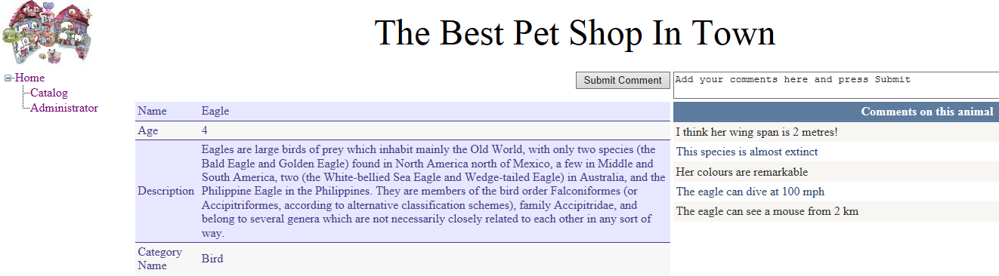 The Best Pet Shop In Town
Home
Catalog
Administrator
Submit Comment
Add your comments here and press Submit
Name Eagle
Age 4
Description
Eagles are large birds of prey which inhabit mainly the Old World, with only two species (the
Bald Eagle and Golden Eagle) found in North America north of Mexico, a few in Middle and
South America, two (the White-bellied Sea Eagle and Wedge-tailed Eagle) in Australia, and the
Philippine Eagle in the Philippines. They are members of the bird order Falconiformes (or
Accipitriformes, according to alternative classification schemes), family Accipitridae, and
belong to several genera which are not necessarily closely related to each other in any sort of
way.
Category
Name
Bird
Comments on this animal
I think her wing span is 2 metres!
This species is almost extinct
Her colours are remarkable
The eagle can dive at 100 mph
The eagle can see a mouse from 2 km